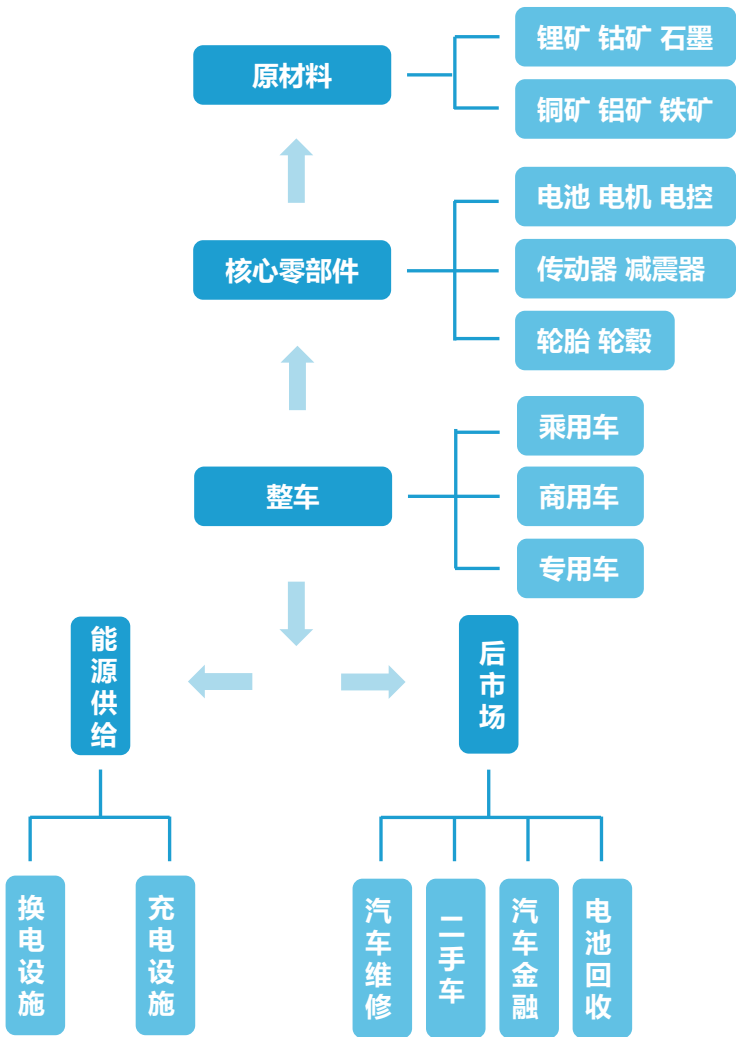 原材料
锂矿 钴矿 石墨
铜矿 铝矿 铁矿
核心零部件
电池 电机 电控
传动器 减震器
轮胎 轮毂
整车
乘用车
商用车
专用车
能源供给
后市场
换电设施
充电设施
汽车维修
二手车
汽车金融
电池回收